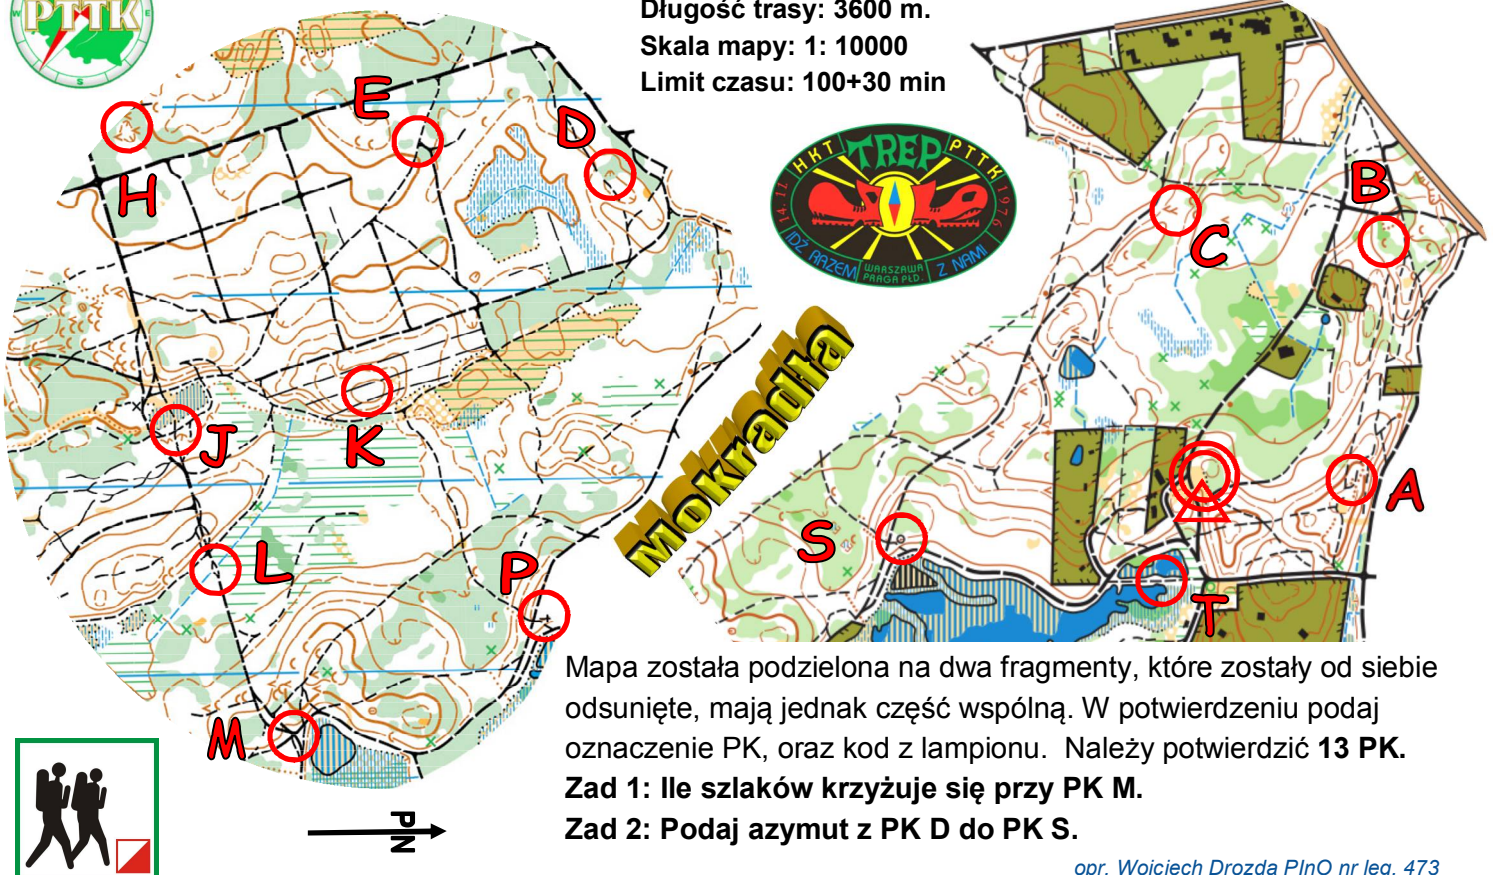 PTTK
W
E
S
Długość trasy: 3600 m.
Skala mapy: 1: 10000
Limit czasu: 100+30 min
E
D
H
B
C
HKT TREP PTTK
14.11. 1976
IDŹ RAZEM Z NAMI
WARSZAWA
PRAGA PŁD.
Mokradła
J
K
A
L
P
S
T
M
Mapa została podzielona na dwa fragmenty, które zostały od siebie
odsunięte, mają jednak część wspólną. W potwierdzeniu podaj
oznaczenie PK, oraz kod z lampionu. Należy potwierdzić 13 PK.
Zad 1: Ile szlaków krzyżuje się przy PK M.
Zad 2: Podaj azymut z PK D do PK S.
PN
opr. Wojciech Drozda PInO nr leg. 473